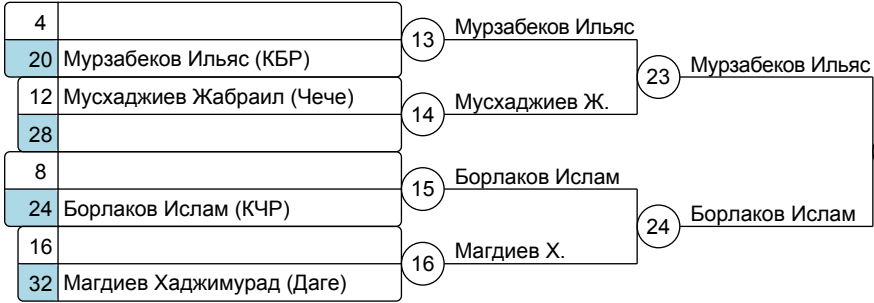 4
13
Мурзабеков Ильяс
20 Мурзабеков Ильяс (КБР)
23
Мурзабеков Ильяс
12 Мусхаджиев Жабраил (Чече)
14
Мусхаджиев Ж.
28
8
15
Борлаков Ислам
24 Борлаков Ислам (КЧР)
24
Борлаков Ислам
16
16
Магдиев Х.
32 Магдиев Хаджимурад (Даге)